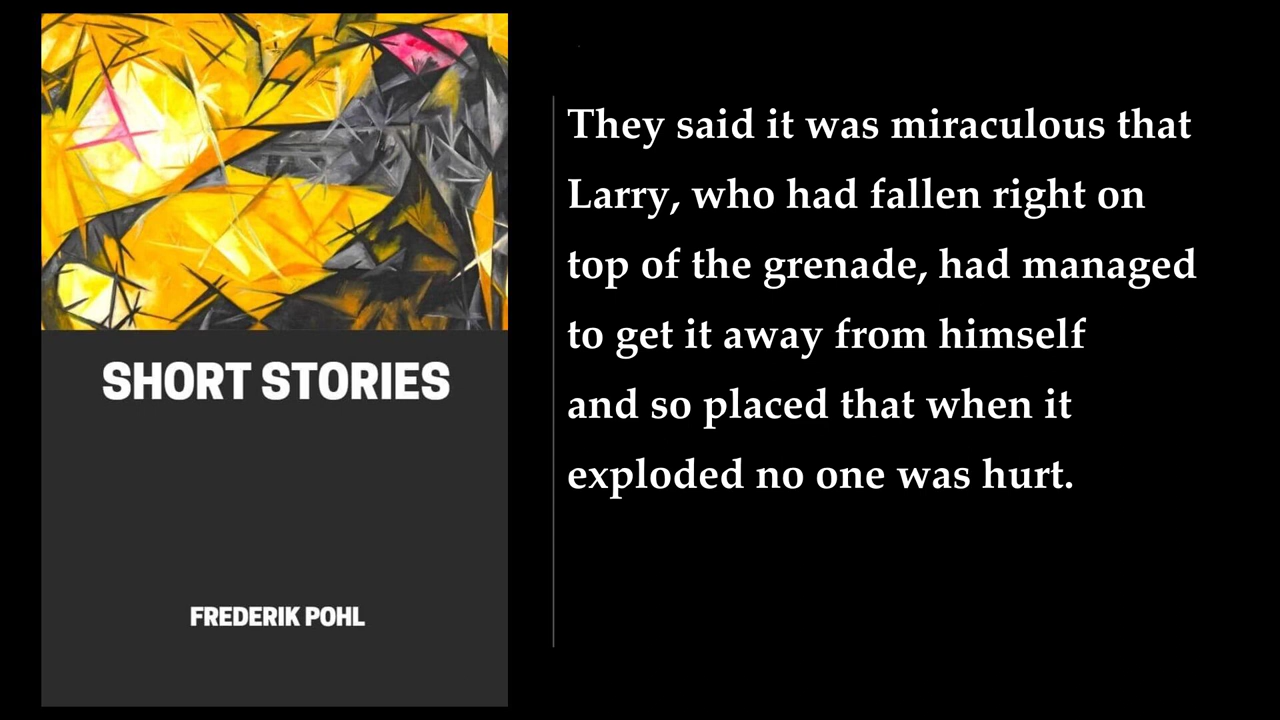 SHORT STORIES
FREDERIK POHL
They said it was miraculous that
Larry, who had fallen right on
top of the grenade, had managed
to get it away from himself
and so placed that when it
exploded no one was hurt.